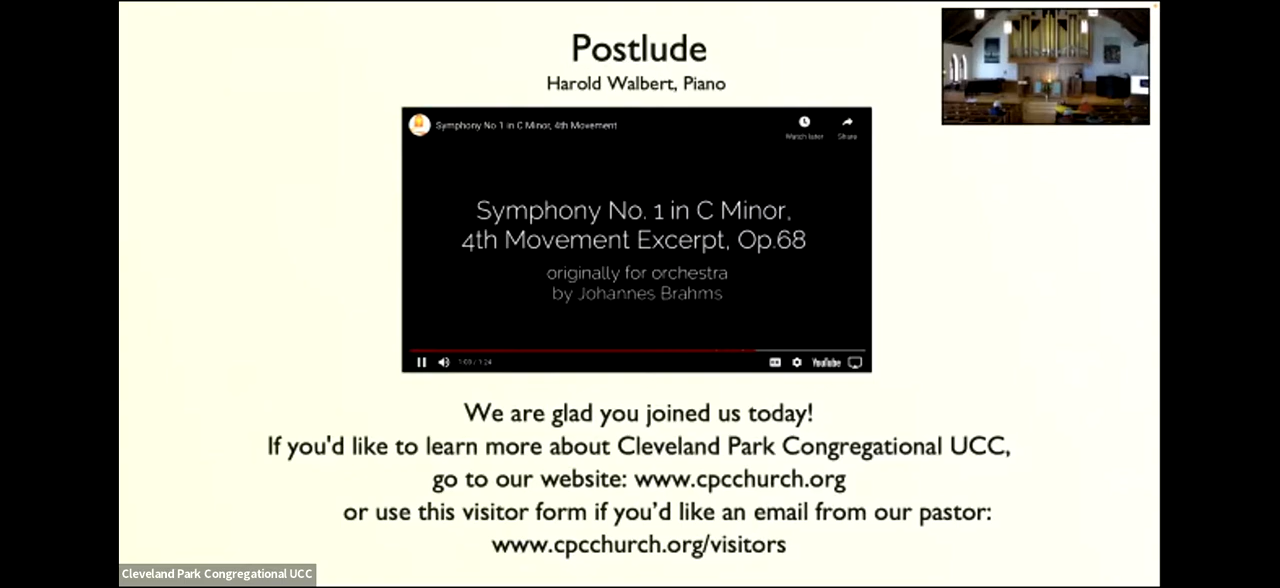 Postlude
Harold Walbert, Piano
Symphony No 1 in C Minor, 4th Movement
Watch later
Share
Symphony No. 1 in C Minor,
4th Movement Excerpt, Op.68
originally for orchestra
by Johannes Brahms
1:03 / 1:24
YouTube
We are glad you joined us today!
If you'd like to learn more about Cleveland Park Congregational UCC,
go to our website: www.cpcchurch.org
or use this visitor form if you’d like an email from our pastor:
www.cpcchurch.org/visitors
Cleveland Park Congregational UCC